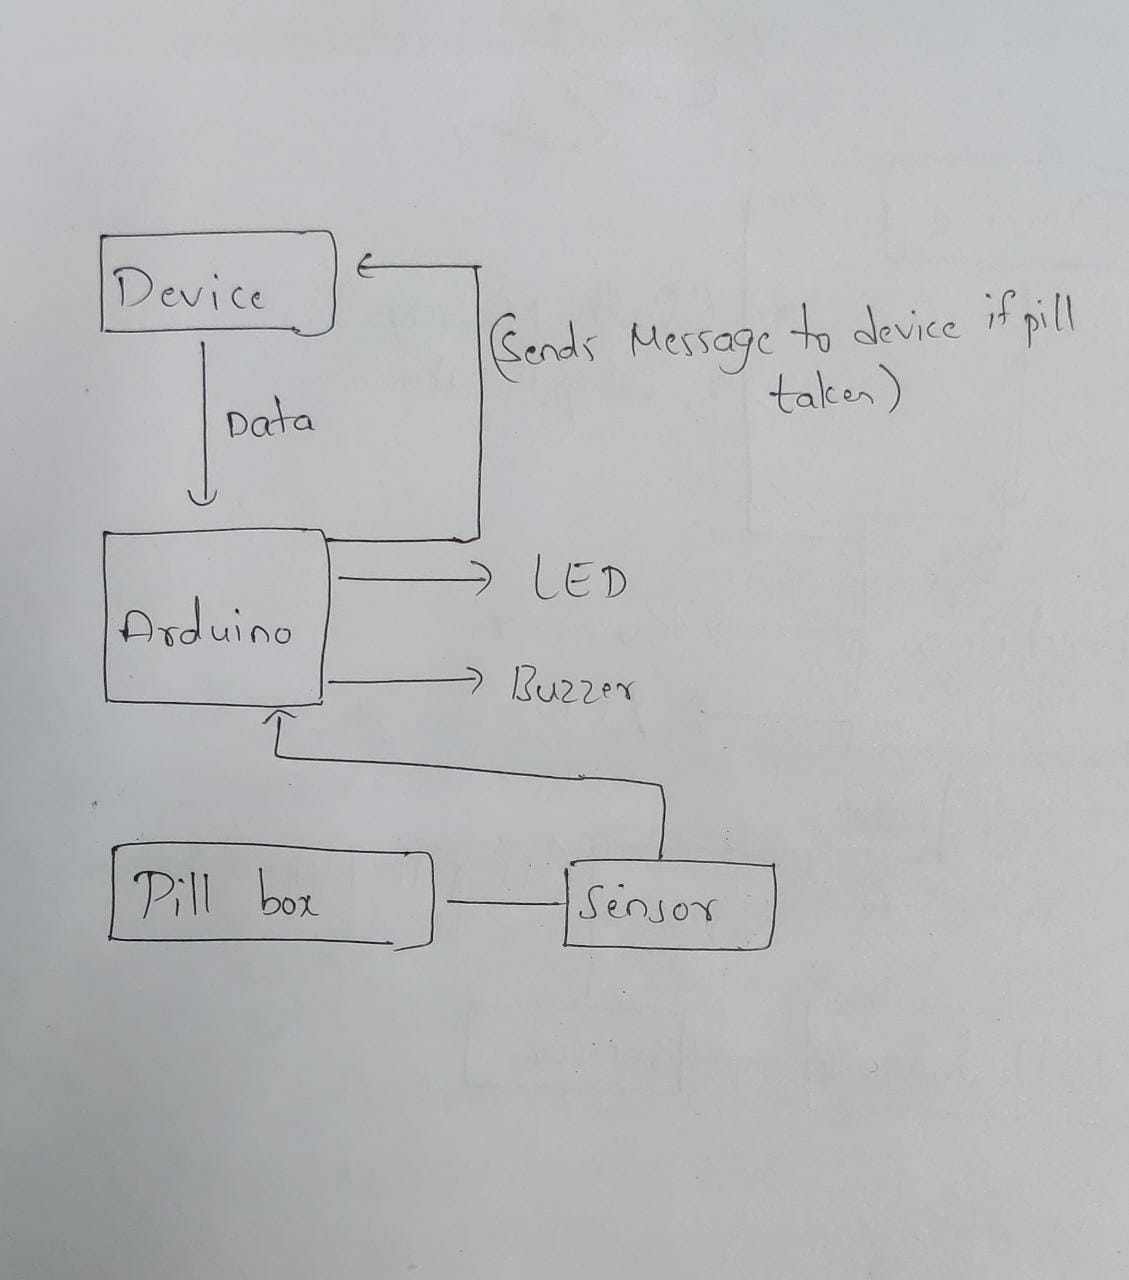 Device
(Sends Message to device if pill
taken)
Data
LED
Arduino
Buzzer
Pill box
Sensor